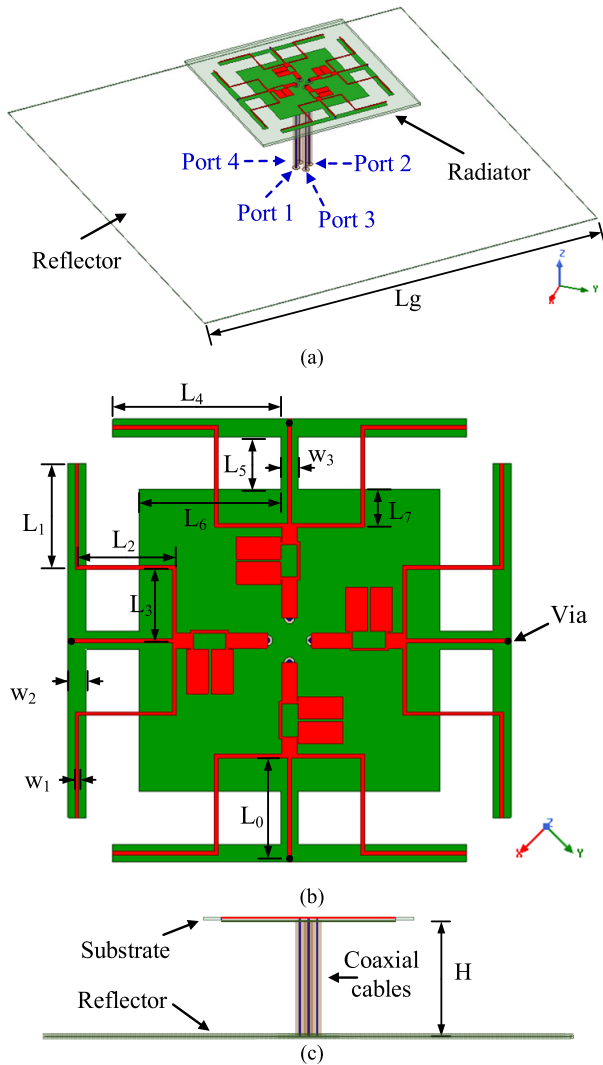 Port 4
Port 2
Port 1
Port 3
Radiator
Reflector
Lg
Z
X
Y
(a)
L4
L5
w3
L1
L6
L7
L2
L3
Via
w2
w1
L0
Z
X
Y
(b)
Substrate
Coaxial
cables
H
Reflector
(c)